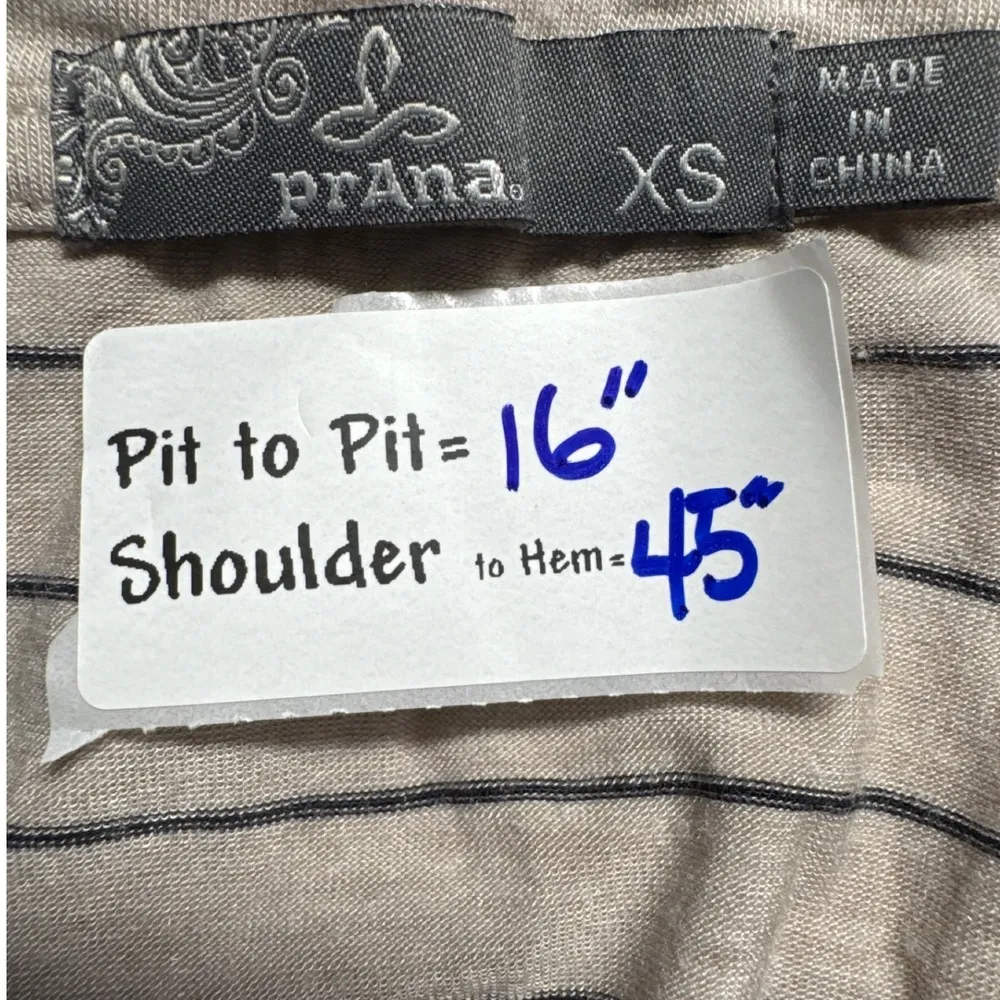 prAna®
XS
MADE
IN
CHINA
Pit to Pit= 16"
Shoulder to Hem=45"